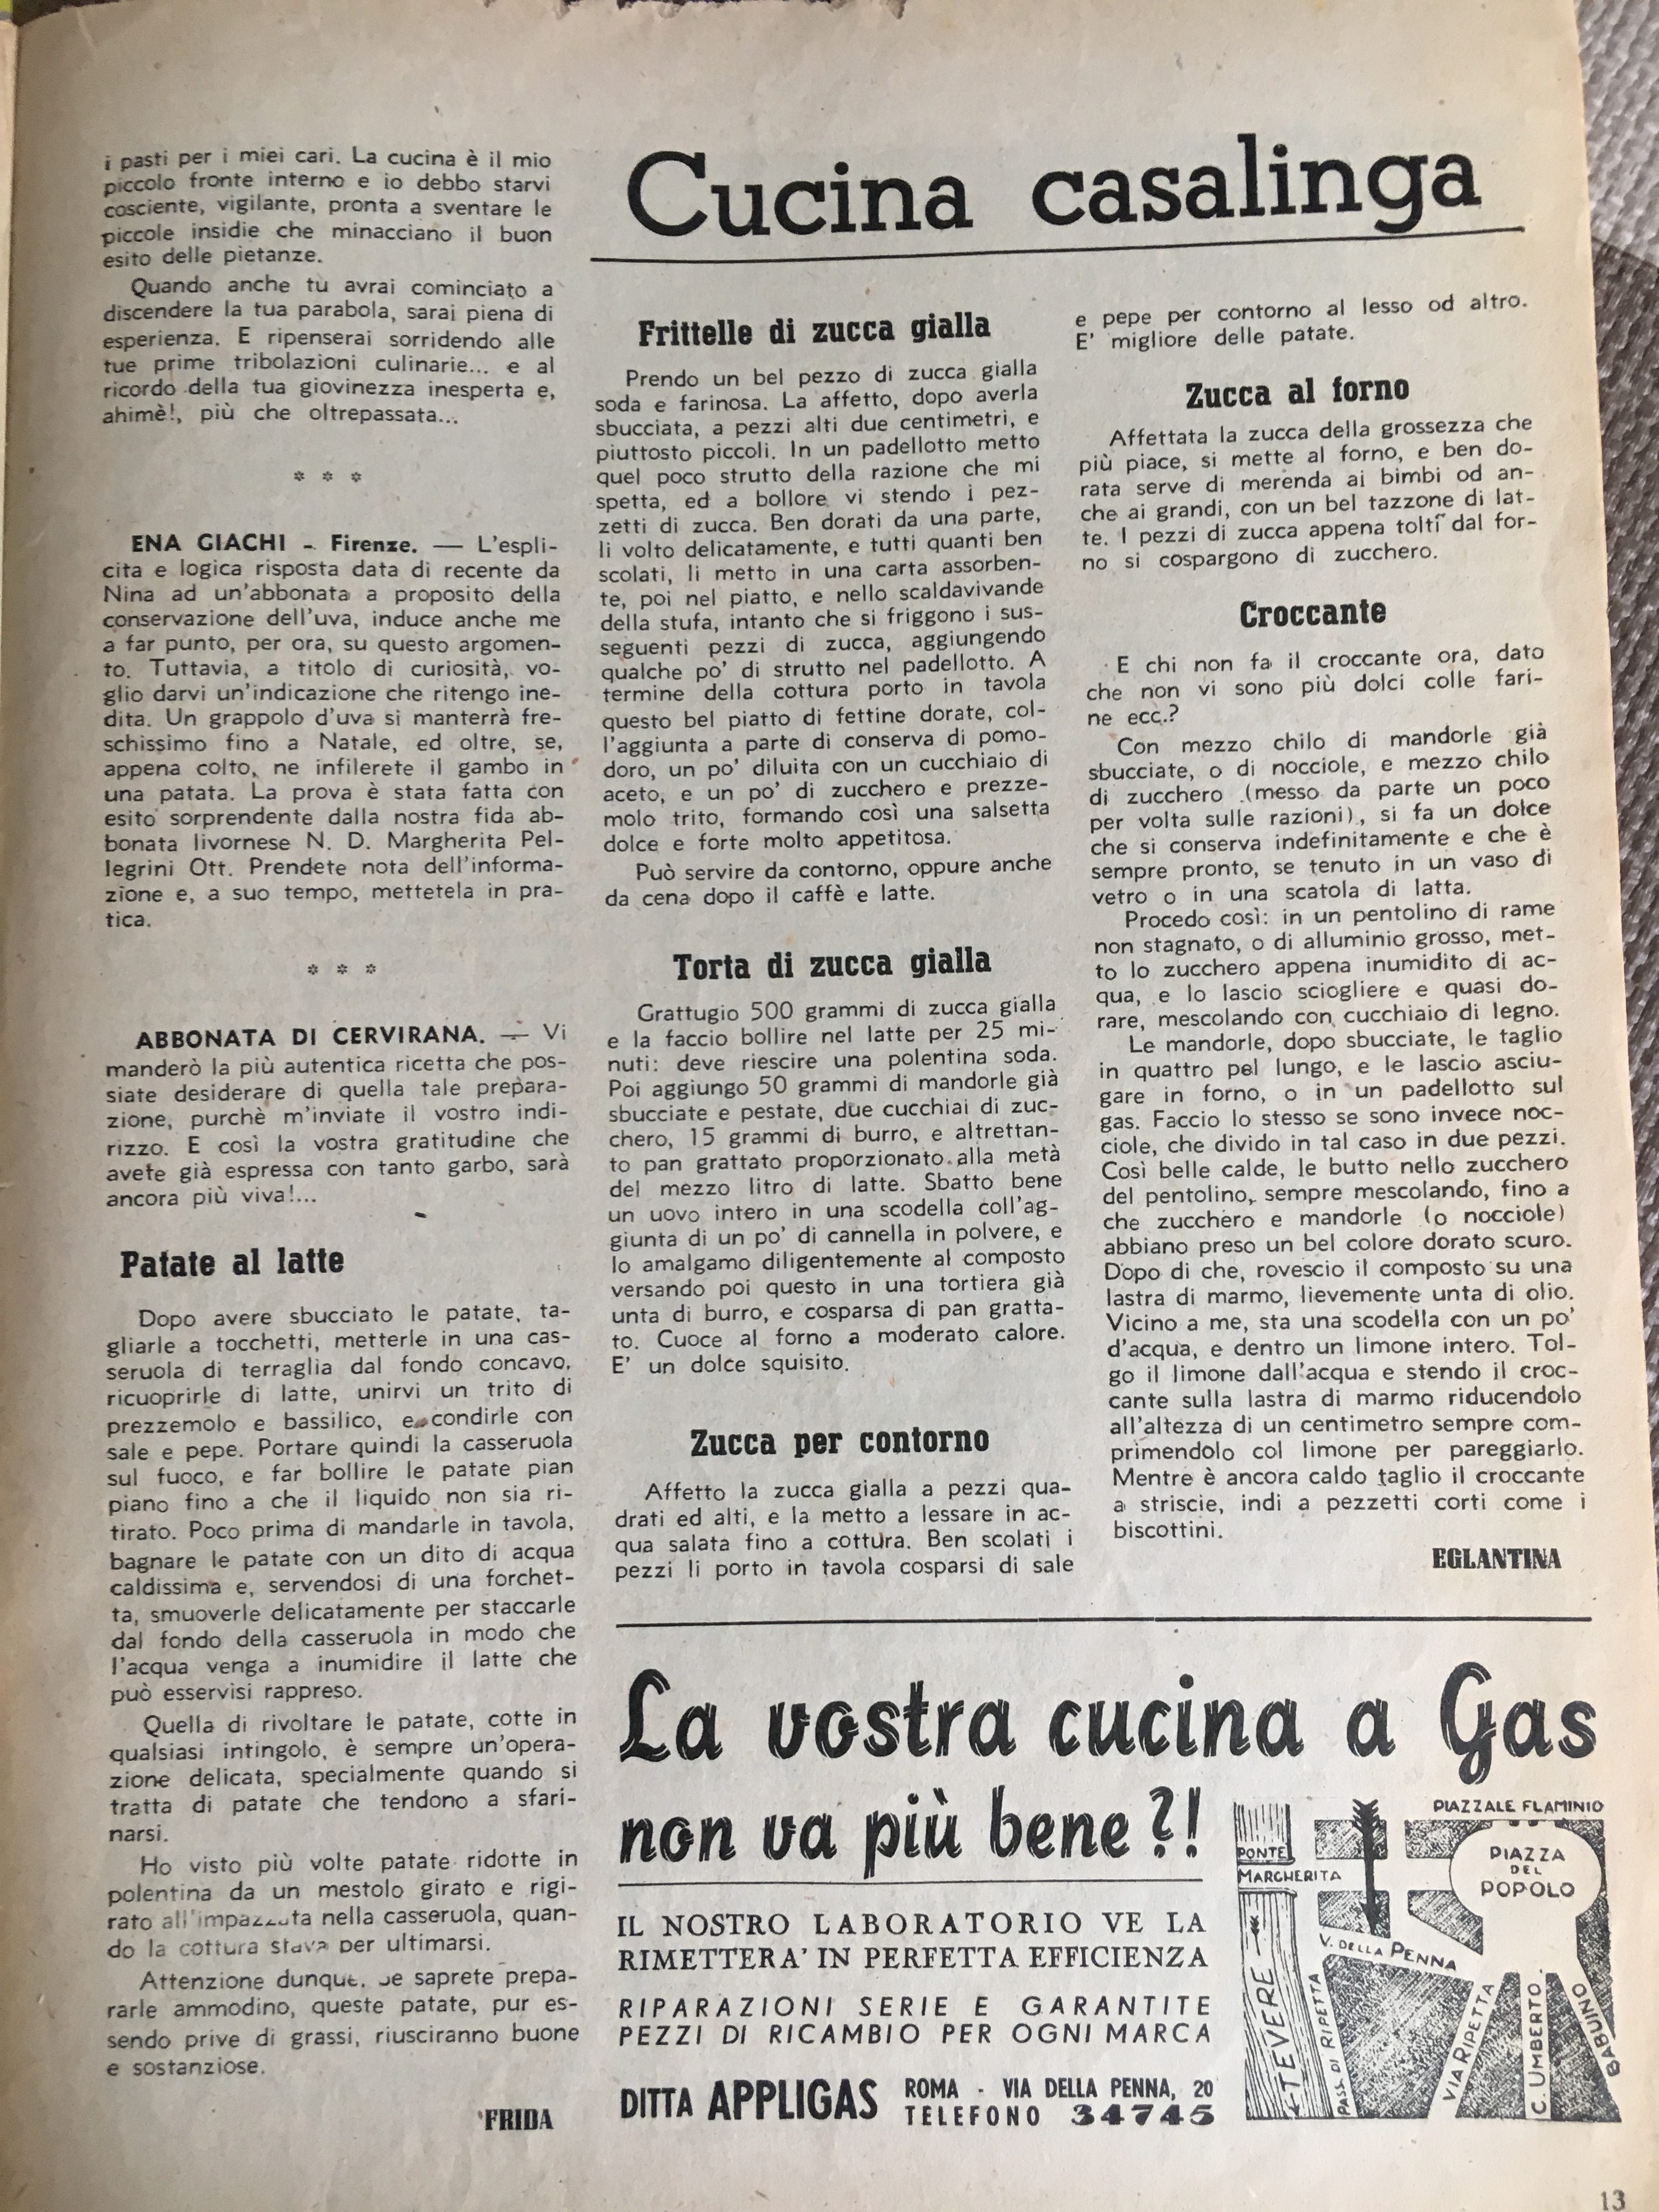 i pasti per i miei cari. La cucina è il mio
piccolo fronte interno e io debbo starvi
cosciente, vigilante, pronta a sventare le
piccole insidie che minacciano il buon
esito delle pietanze.
Quando anche tu avrai cominciato a
discendere la tua parabola, sarai piena di
esperienza. E ripenserai sorridendo alle
tue prime tribolazioni culinarie... e al
ricordo della tua giovinezza inesperta e,
ahimè!, più che oltrepassata...
* * *
ENA GIACHI - Firenze. — L'espli-
cita e logica risposta data di recente da
Nina ad un'abbonata a proposito della
conservazione dell'uva, induce anche me
a far punto, per ora, su questo argomen-
to. Tuttavia, a titolo di curiosità, vo-
glio darvi un'indicazione che ritengo ine-
dita. Un grappolo d'uva si manterrà fre-
schissimo fino a Natale, ed oltre, se,
appena colto, ne infilerete il gambo in
una patata. La prova è stata fatta con
esito sorprendente dalla nostra fida ab-
bonata livornese N. D. Margherita Pel-
legrini Ott. Prendete nota dell'informa-
zione e, a suo tempo, mettetela in pra-
tica.
* * *
ABBONATA DI CERVIRANA. — Vi
manderò la più autentica ricetta che pos-
siate desiderare di quella tale prepara-
zione, purchè m'inviate il vostro indi-
rizzo. E così la vostra gratitudine che
avete già espressa con tanto garbo, sarà
ancora più viva!...
Patate al latte
Dopo avere sbucciato le patate, ta-
gliarle a tocchetti, metterle in una cas-
seruola di terraglia dal fondo concavo,
ricuoprirle di latte, unirvi un trito di
prezzemolo e bassilico, e condirle con
sale e pepe. Portare quindi la casseruola
sul fuoco, e far bollire le patate pian
piano fino a che il liquido non sia ri-
tirato. Poco prima di mandarle in tavola,
bagnare le patate con un dito di acqua
caldissima e, servendosi di una forchet-
ta, smuoverle delicatamente per staccarle
dal fondo della casseruola in modo che
l'acqua venga a inumidire il latte che
può esservisi rappreso.
Quella di rivoltare le patate, cotte in
qualsiasi intingolo, è sempre un'opera-
zione delicata, specialmente quando si
tratta di patate che tendono a sfari-
narsi.
Ho visto più volte patate ridotte in
polentina da un mestolo girato e rigi-
rato all'impazzata nella casseruola, quan-
do la cottura stava per ultimarsi.
Attenzione dunque. Se saprete prepa-
rarle ammodino, queste patate, pur es-
sendo prive di grassi, riusciranno buone
e sostanziose.
FRIDA
Cucina casalinga
Frittelle di zucca gialla
Prendo un bel pezzo di zucca gialla
soda e farinosa. La affetto, dopo averla
sbucciata, a pezzi alti due centimetri, e
piuttosto piccoli. In un padellotto metto
quel poco strutto della razione che mi
spetta, ed a bollore vi stendo i pez-
zetti di zucca. Ben dorati da una parte,
li volto delicatamente, e tutti quanti ben
scolati, li metto in una carta assorben-
te, poi nel piatto, e nello scaldavivande
della stufa, intanto che si friggono i sus-
seguenti pezzi di zucca, aggiungendo
qualche po' di strutto nel padellotto. A
termine della cottura porto in tavola
questo bel piatto di fettine dorate, col-
l'aggiunta a parte di conserva di pomo-
doro, un po' diluita con un cucchiaio di
aceto, e un po' di zucchero e prezze-
molo trito, formando così una salsetta
dolce e forte molto appetitosa.
Può servire da contorno, oppure anche
da cena dopo il caffè e latte.
Torta di zucca gialla
Grattugio 500 grammi di zucca gialla
e la faccio bollire nel latte per 25 mi-
nuti: deve riescire una polentina soda.
Poi aggiungo 50 grammi di mandorle già
sbucciate e pestate, due cucchiai di zuc-
chero, 15 grammi di burro, e altrettan-
to pan grattato proporzionato alla metà
del mezzo litro di latte. Sbatto bene
un uovo intero in una scodella coll'ag-
giunta di un po' di cannella in polvere, e
lo amalgamo diligentemente al composto
versando poi questo in una tortiera già
unta di burro, e cosparsa di pan gratta-
to. Cuoce al forno a moderato calore.
E' un dolce squisito.
Zucca per contorno
Affetto la zucca gialla a pezzi qua-
drati ed alti, e la metto a lessare in ac-
qua salata fino a cottura. Ben scolati i
pezzi li porto in tavola cosparsi di sale
e pepe per contorno al lesso od altro.
E' migliore delle patate.
Zucca al forno
Affettata la zucca della grossezza che
più piace, si mette al forno, e ben do-
rata serve di merenda ai bimbi od an-
che ai grandi, con un bel tazzone di lat-
te. I pezzi di zucca appena tolti dal for-
no si cospargono di zucchero.
Croccante
E chi non fa il croccante ora, dato
che non vi sono più dolci colle fari-
ne ecc.?
Con mezzo chilo di mandorle già
sbucciate, o di nocciole, e mezzo chilo
di zucchero (messo da parte un poco
per volta sulle razioni), si fa un dolce
che si conserva indefinitamente e che è
sempre pronto, se tenuto in un vaso di
vetro o in una scatola di latta.
Procedo così: in un pentolino di rame
non stagnato, o di alluminio grosso, met-
to lo zucchero appena inumidito di ac-
qua, e lo lascio sciogliere e quasi do-
rare, mescolando con cucchiaio di legno.
Le mandorle, dopo sbucciate, le taglio
in quattro pel lungo, e le lascio asciu-
gare in forno, o in un padellotto sul
gas. Faccio lo stesso se sono invece noc-
ciole, che divido in tal caso in due pezzi.
Così belle calde, le butto nello zucchero
del pentolino, sempre mescolando, fino a
che zucchero e mandorle (o nocciole)
abbiano preso un bel colore dorato scuro.
Dopo di che, rovescio il composto su una
lastra di marmo, lievemente unta di olio.
Vicino a me, sta una scodella con un po'
d'acqua, e dentro un limone intero. Tol-
go il limone dall'acqua e stendo il croc-
cante sulla lastra di marmo riducendolo
all'altezza di un centimetro sempre com-
primendolo col limone per pareggiarlo.
Mentre è ancora caldo taglio il croccante
a striscie, indi a pezzetti corti come i
biscottini.
EGLANTINA
La vostra cucina a Gas
non va più bene?!
IL NOSTRO LABORATORIO VE LA
RIMETTERA' IN PERFETTA EFFICIENZA
RIPARAZIONI SERIE E GARANTITE
PEZZI DI RICAMBIO PER OGNI MARCA
DITTA APPLIGAS
ROMA - VIA DELLA PENNA, 20
TELEFONO 34745
PIAZZALE FLAMINIO
PIAZZA
DEL
POPOLO
PONTE
MARGHERITA
V. DELLA PENNA
TEVERE
PASS. DI RIPETTA
VIA RIPETTA
C. UMBERTO
BABUINO
13